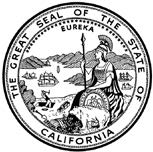 THE GREAT SEAL OF THE STATE OF CALIFORNIA
EUREKA